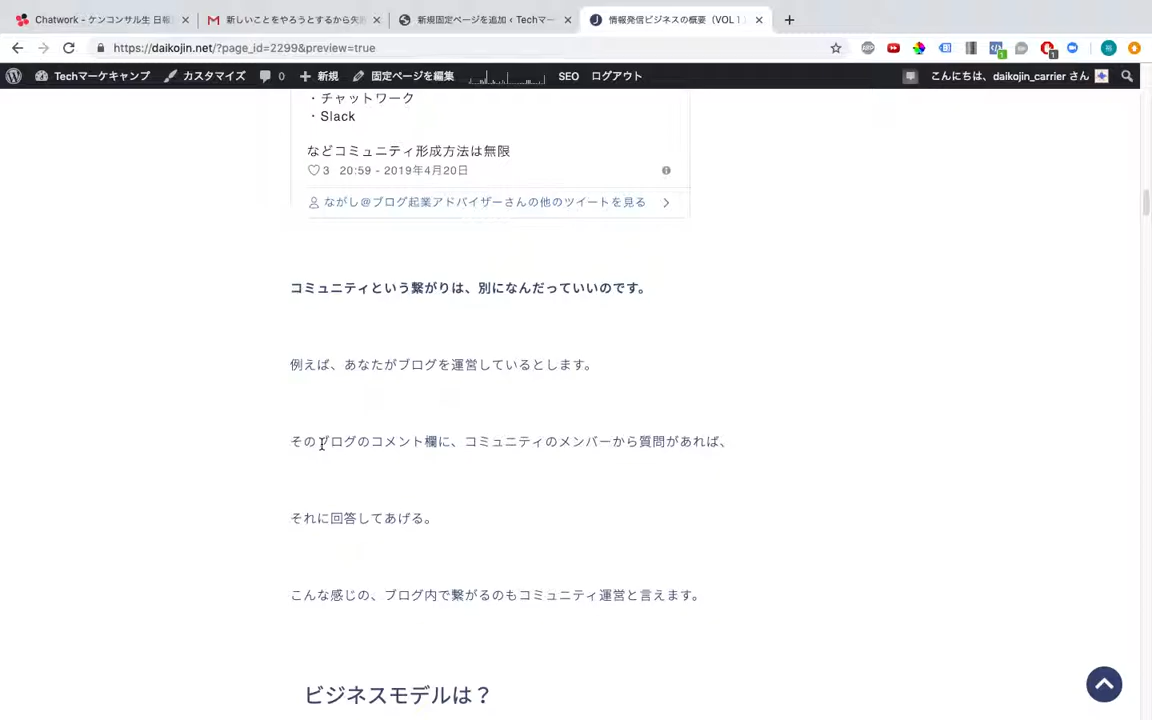 Chatwork - ケンコンサル生 日報
新しいことをやろうとするから失
新規固定ページを追加 ‹ Techマー
情報発信ビジネスの概要（VOL 1
https://daikojin.net/?page_id=2299&preview=true
Techマーケキャンプ カスタマイズ 0 新規 固定ページを編集 SEO ログアウト こんにちは、daikojin_carrier さん
・チャットワーク
・Slack
などコミュニティ形成方法は無限
3 20:59 - 2019年4月20日
ながし@ブログ起業アドバイザーさんの他のツイートを見る
コミュニティという繋がりは、別になんだっていいのです。
例えば、あなたがブログを運営しているとします。
そのブログのコメント欄に、コミュニティのメンバーから質問があれば、
それに回答してあげる。
こんな感じの、ブログ内で繋がるのもコミュニティ運営と言えます。
ビジネスモデルは？